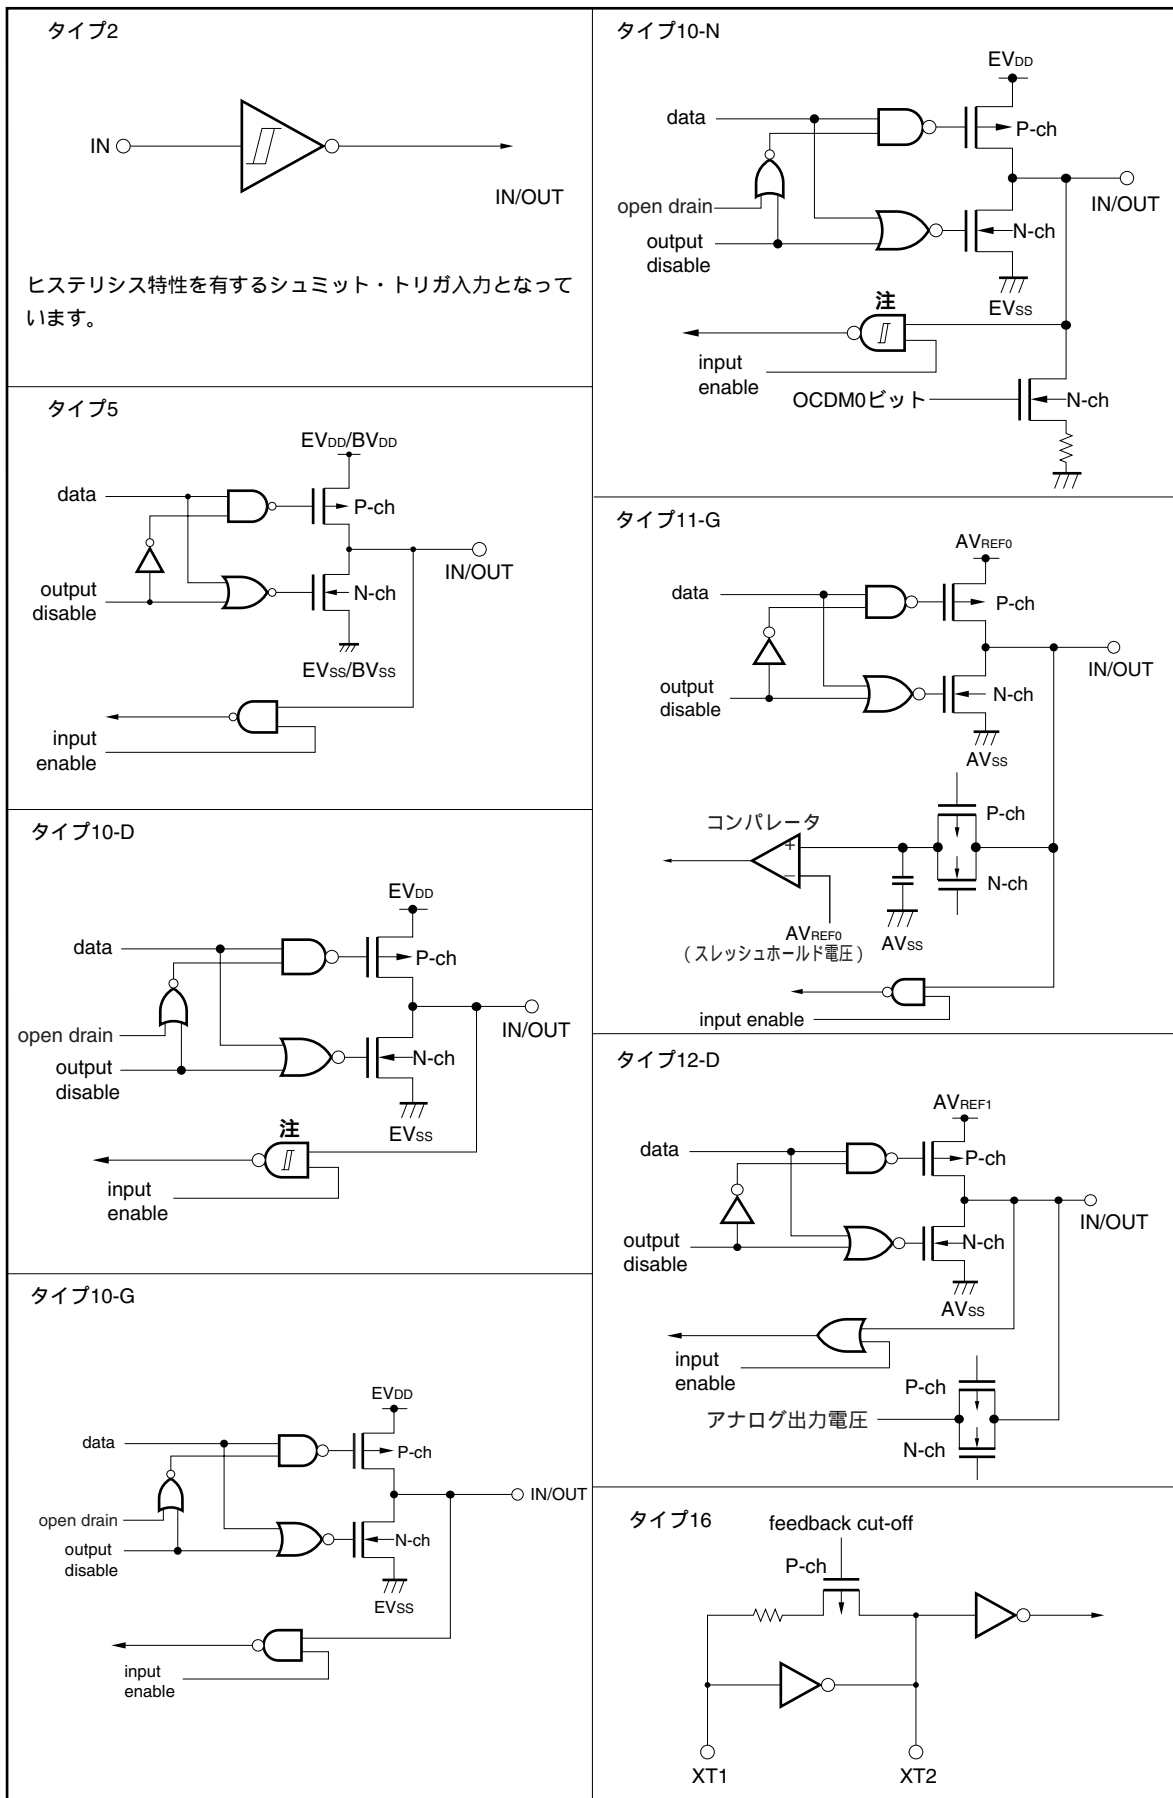 タイプ2
IN
IN/OUT
ヒステリシス特性を有するシュミット・トリガ入力となって
います。
タイプ5
EVDD/BVDD
data
P-ch
IN/OUT
output
disable
N-ch
EVSS/BVSS
input
enable
タイプ10-D
EVDD
data
P-ch
open drain
IN/OUT
output
disable
N-ch
EVSS
注
input
enable
タイプ10-G
EVDD
data
P-ch
IN/OUT
open drain
output
disable
N-ch
EVSS
input
enable
タイプ10-N
EVDD
data
P-ch
IN/OUT
open drain
output
disable
N-ch
EVSS
注
input
enable
OCDM0ビット
N-ch
タイプ11-G
AVREF0
data
P-ch
IN/OUT
output
disable
N-ch
AVSS
P-ch
コンパレータ
+
−
N-ch
AVREF0
(スレッシュホールド電圧)
AVSS
input enable
タイプ12-D
AVREF1
data
P-ch
IN/OUT
output
disable
N-ch
AVSS
input
enable
P-ch
アナログ出力電圧
N-ch
タイプ16
feedback cut-off
P-ch
XT1
XT2